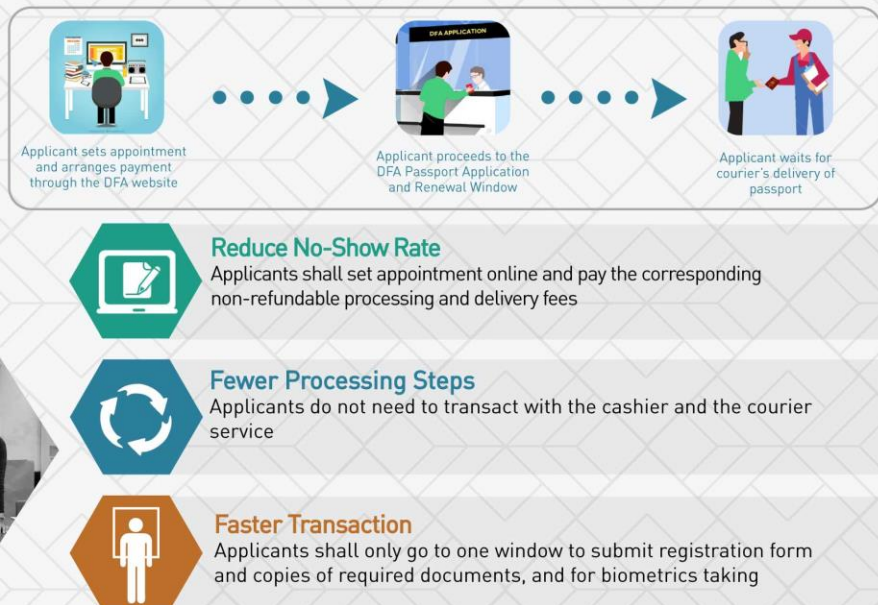 DFA APPLICATION
Applicant sets appointment
and arranges payment
through the DFA website
Applicant proceeds to the
DFA Passport Application
and Renewal Window
Applicant waits for
courier's delivery of
passport
Reduce No-Show Rate
Applicants shall set appointment online and pay the corresponding
non-refundable processing and delivery fees
Fewer Processing Steps
Applicants do not need to transact with the cashier and the courier
service
Faster Transaction
Applicants shall only go to one window to submit registration form
and copies of required documents, and for biometrics taking